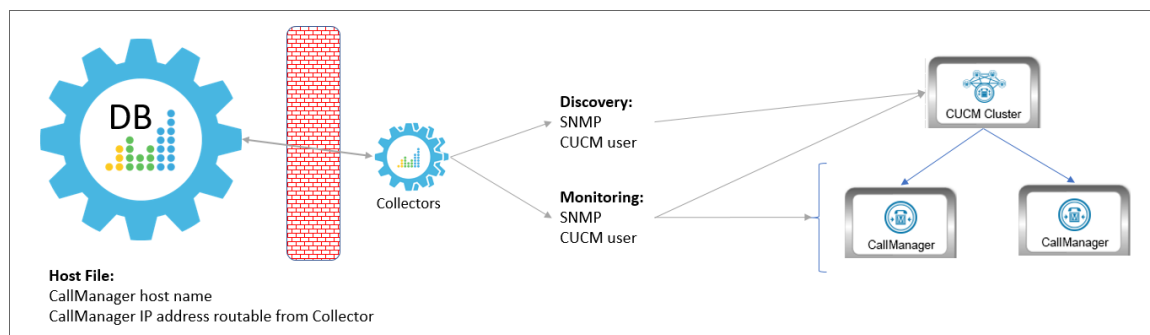 DB
Collectors
Discovery:
SNMP
CUCM user
Monitoring:
SNMP
CUCM user
CUCM Cluster
CallManager
CallManager
Host File:
CallManager host name
CallManager IP address routable from Collector